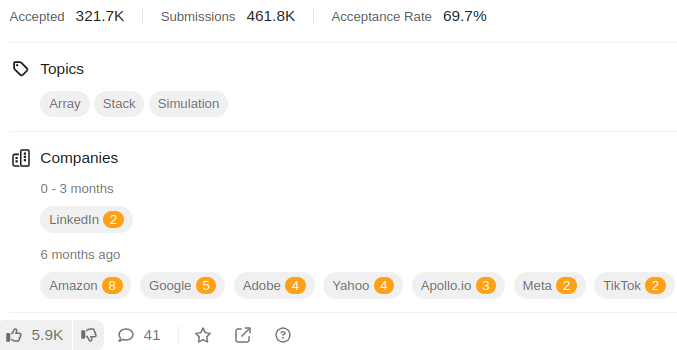 Accepted 321.7K Submissions 461.8K Acceptance Rate 69.7%
Topics
Array Stack Simulation
Companies
0 - 3 months
LinkedIn 2
6 months ago
Amazon 8 Google 5 Adobe 4 Yahoo 4 Apollo.io 3 Meta 2 TikTok 2
5.9K 41